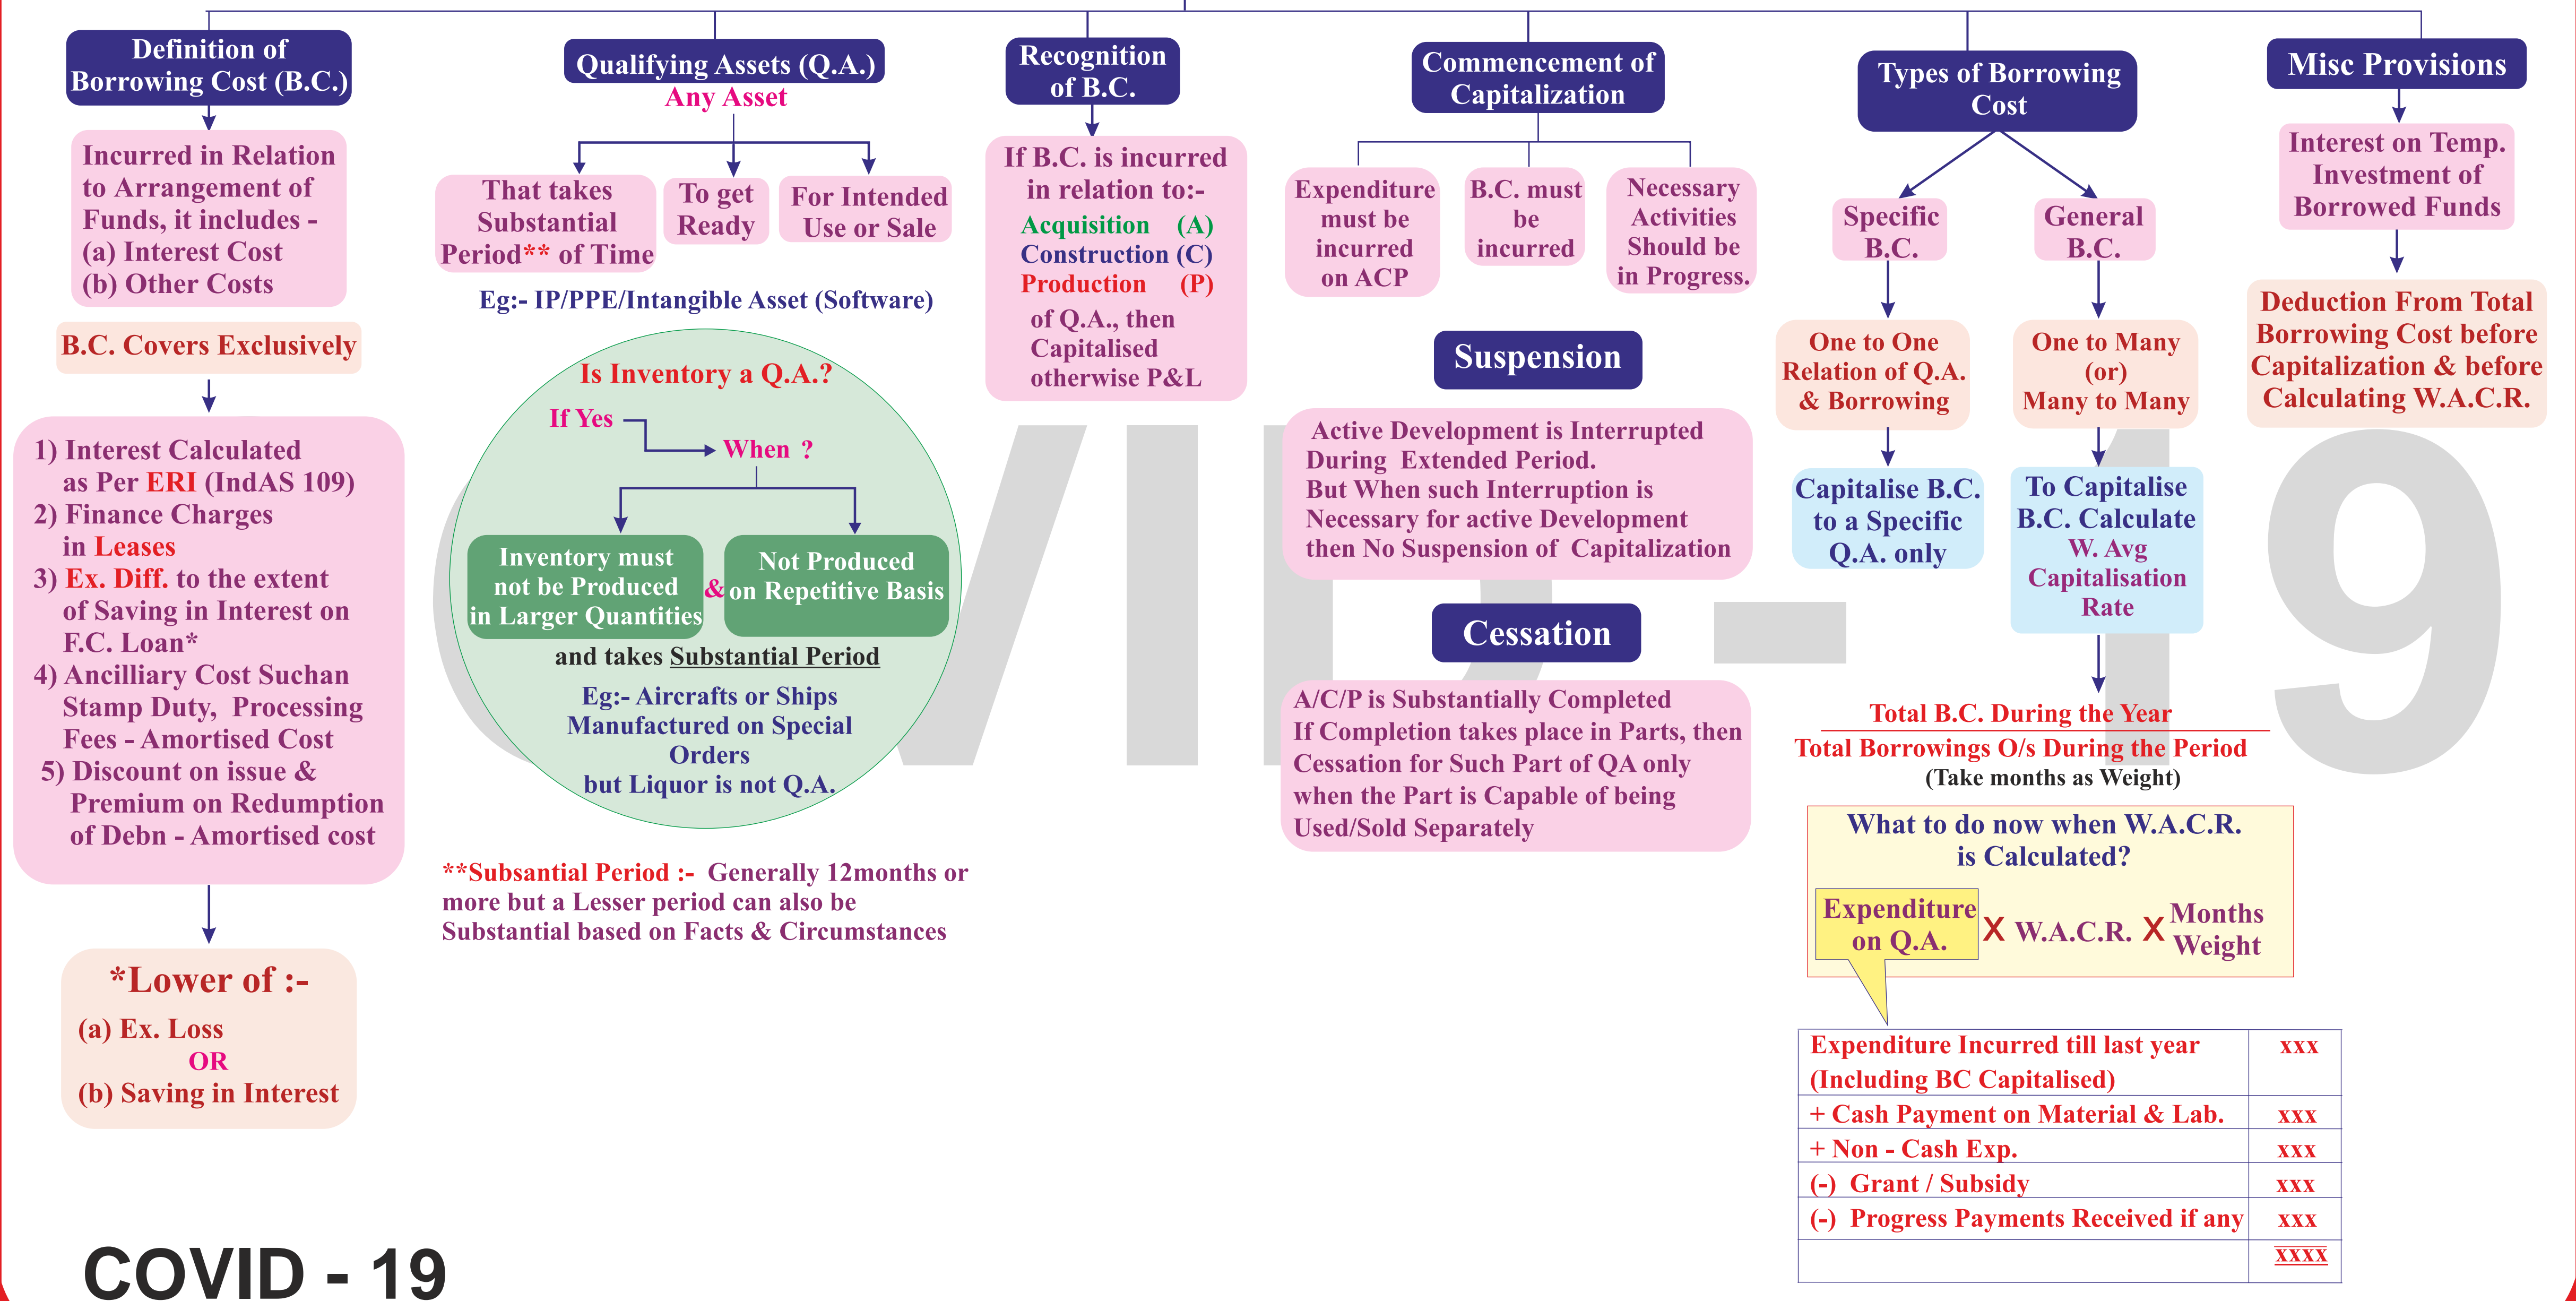 Definition of
Borrowing Cost (B.C.)
Incurred in Relation
to Arrangement of
Funds, it includes -
(a) Interest Cost
(b) Other Costs
B.C. Covers Exclusively
1) Interest Calculated
as Per ERI (IndAS 109)
2) Finance Charges
in Leases
3) Ex. Diff. to the extent
of Saving in Interest on
F.C. Loan*
4) Ancilliary Cost Suchan
Stamp Duty, Processing
Fees - Amortised Cost
5) Discount on issue &
Premium on Redumption
of Debn - Amortised cost
*Lower of :-
(a) Ex. Loss
OR
(b) Saving in Interest
Qualifying Assets (Q.A.)
Any Asset
That takes
Substantial
Period** of Time
To get
Ready
For Intended
Use or Sale
Eg:- IP/PPE/Intangible Asset (Software)
Is Inventory a Q.A.?
If Yes
When ?
Inventory must
not be Produced
in Larger Quantities
&
Not Produced
on Repetitive Basis
and takes Substantial Period
Eg:- Aircrafts or Ships
Manufactured on Special
Orders
but Liquor is not Q.A.
**Subsantial Period :- Generally 12months or
more but a Lesser period can also be
Substantial based on Facts & Circumstances
Recognition
of B.C.
If B.C. is incurred
in relation to:-
Acquisition (A)
Construction (C)
Production (P)
of Q.A., then
Capitalised
otherwise P&L
Commencement of
Capitalization
Expenditure
must be
incurred
on ACP
B.C. must
be
incurred
Necessary
Activities
Should be
in Progress.
Suspension
Active Development is Interrupted
During Extended Period.
But When such Interruption is
Necessary for active Development
then No Suspension of Capitalization
Cessation
A/C/P is Substantially Completed
If Completion takes place in Parts, then
Cessation for Such Part of QA only
when the Part is Capable of being
Used/Sold Separately
Types of Borrowing
Cost
Specific
B.C.
One to One
Relation of Q.A.
& Borrowing
Capitalise B.C.
to a Specific
Q.A. only
General
B.C.
One to Many
(or)
Many to Many
To Capitalise
B.C. Calculate
W. Avg
Capitalisation
Rate
Total B.C. During the Year
Total Borrowings O/s During the Period
(Take months as Weight)
What to do now when W.A.C.R.
is Calculated?
Expenditure
on Q.A.
X W.A.C.R. X
Months
Weight
Expenditure Incurred till last year xxx
(Including BC Capitalised)
+ Cash Payment on Material & Lab. xxx
+ Non - Cash Exp. xxx
(-) Grant / Subsidy xxx
(-) Progress Payments Received if any xxx
xxxx
Misc Provisions
Interest on Temp.
Investment of
Borrowed Funds
Deduction From Total
Borrowing Cost before
Capitalization & before
Calculating W.A.C.R.
COVID - 19
COVID - 19